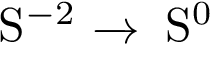 S⁻² → S⁰